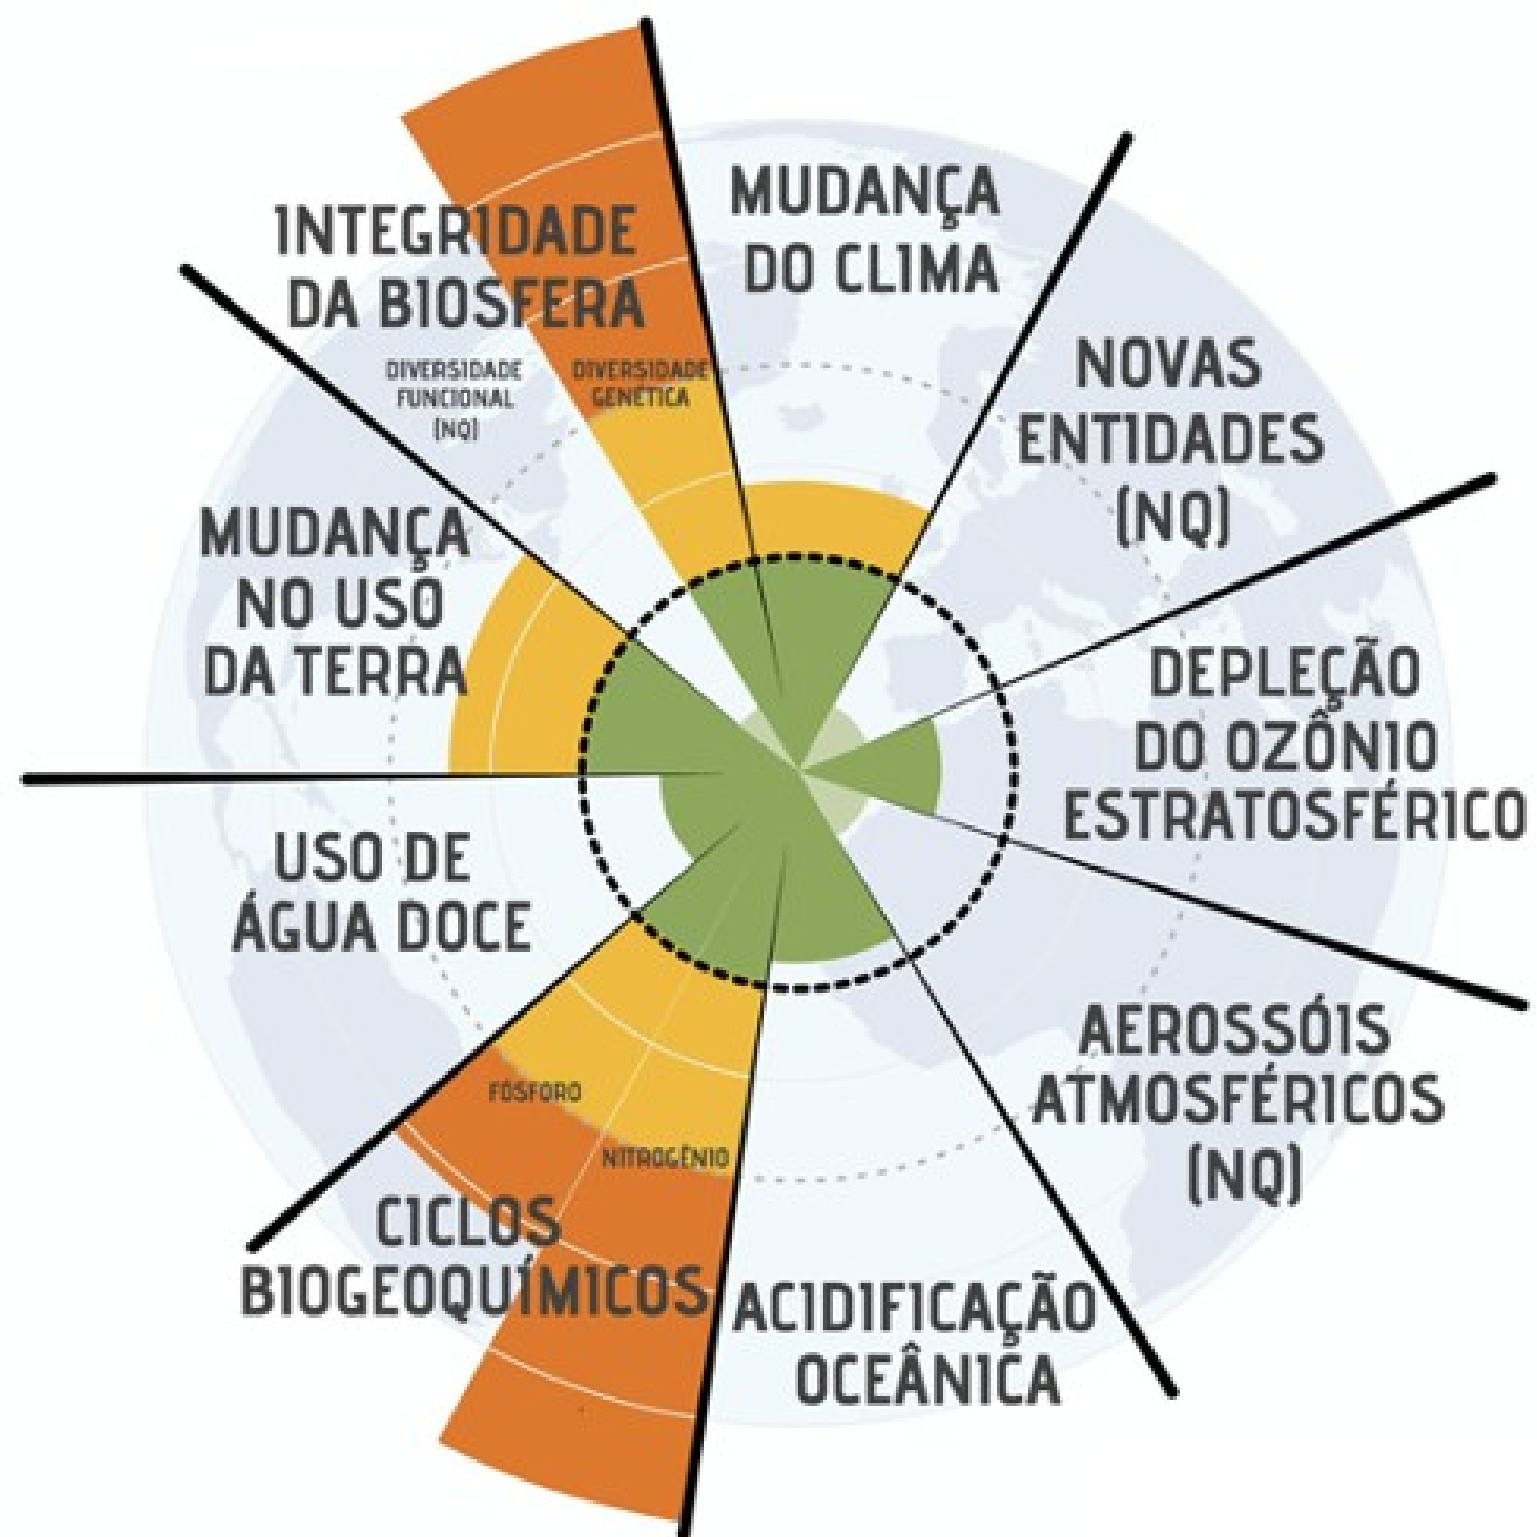 MUDANÇA
DO CLIMA
INTEGRIDADE
DA BIOSFERA
DIVERSIDADE
FUNCIONAL
(NQ)
DIVERSIDADE
GENÉTICA
NOVAS
ENTIDADES
(NQ)
MUDANÇA
NO USO
DA TERRA
DEPLEÇÃO
DO OZÔNIO
ESTRATOSFÉRICO
USO DE
ÁGUA DOCE
AEROSSÓIS
ATMOSFÉRICOS
(NQ)
FÓSFORO
NITROGÊNIO
CICLOS
BIOGEOQUÍMICOS
ACIDIFICAÇÃO
OCEÂNICA